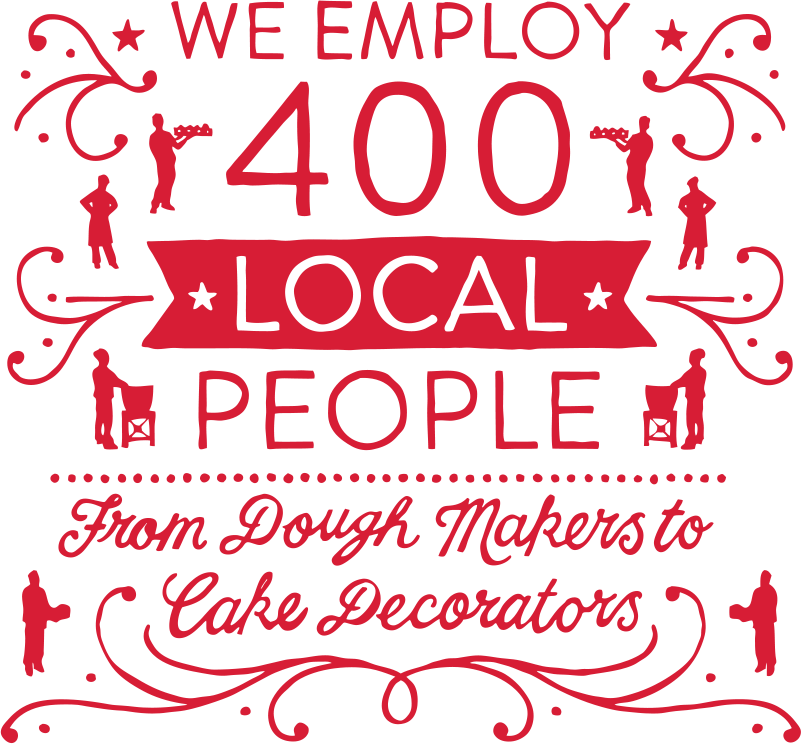 WE EMPLOY
400
LOCAL
PEOPLE
From Dough Makers to
Cake Decorators